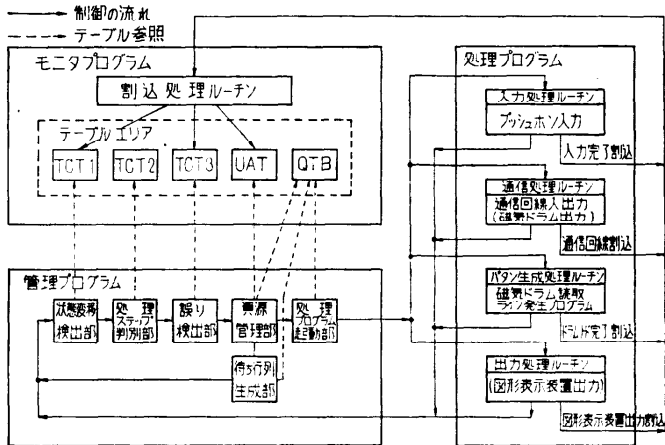 制御の流れ
テーブル参照
モニタプログラム
割込処理ルーチン
テーブルエリア
TCT1
TCT2
TCT3
UAT
QTB
管理プログラム
状態変移
検出部
処理
ステップ
判別部
誤り
検出部
資源
管理部
処理
プログラム
起動部
待ち行列
生成部
処理プログラム
入力処理ルーチン
プッシュホン入力
入力完了割込
通信処理ルーチン
通信回線入出力
(磁気ドラム出力)
通信回線割込
パタン生成処理ルーチン
磁気ドラム読取
ライン発生プログラム
完了割込
出力処理ルーチン
(図形表示装置出力)
図形表示装置出力割込